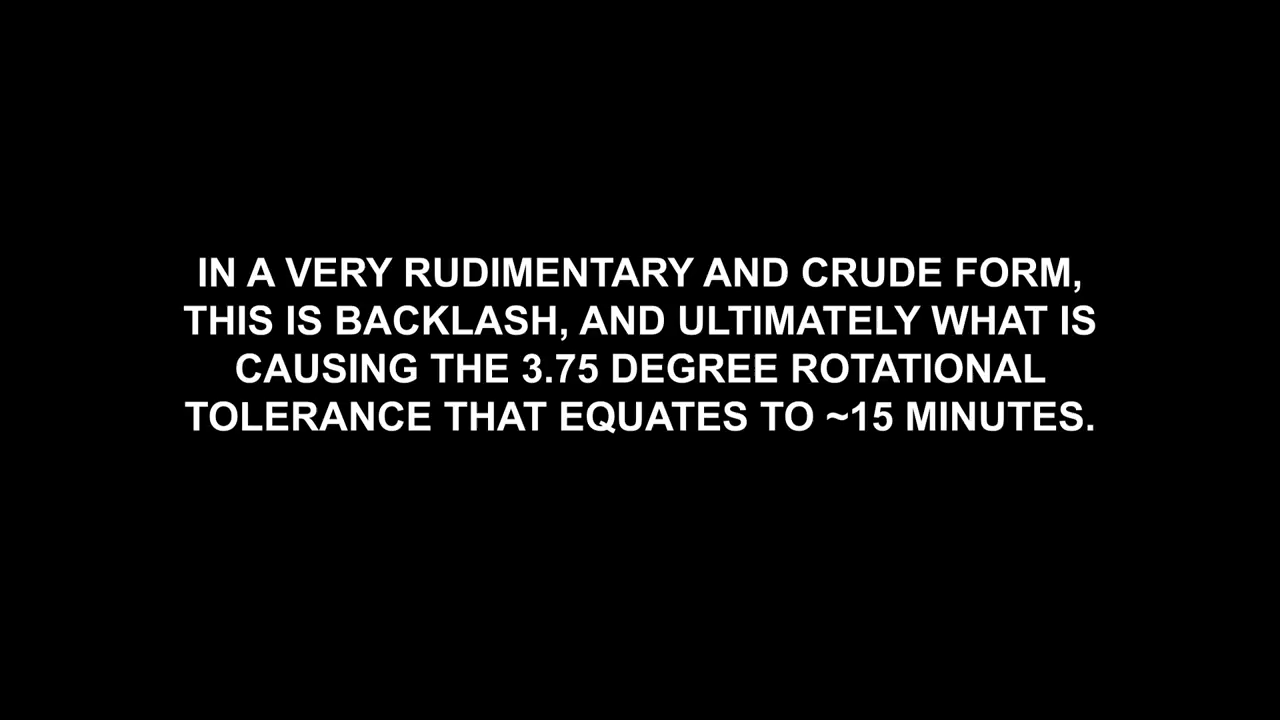 IN A VERY RUDIMENTARY AND CRUDE FORM,
THIS IS BACKLASH, AND ULTIMATELY WHAT IS
CAUSING THE 3.75 DEGREE ROTATIONAL
TOLERANCE THAT EQUATES TO ~15 MINUTES.